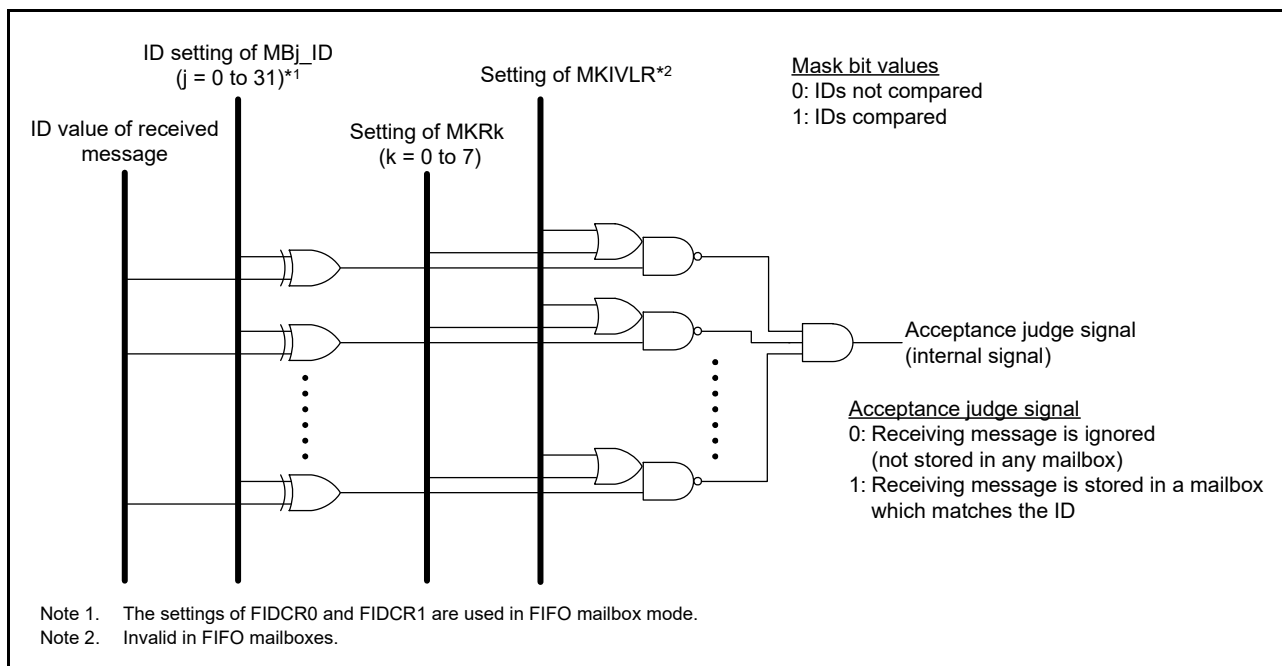 ID setting of MBj_ID
(j = 0 to 31)*1
Setting of MKIVLR*2
Mask bit values
0: IDs not compared
1: IDs compared
ID value of received
message
Setting of MKRk
(k = 0 to 7)
Acceptance judge signal
(internal signal)
Acceptance judge signal
0: Receiving message is ignored
(not stored in any mailbox)
1: Receiving message is stored in a mailbox
which matches the ID
Note 1. The settings of FIDCR0 and FIDCR1 are used in FIFO mailbox mode.
Note 2. Invalid in FIFO mailboxes.